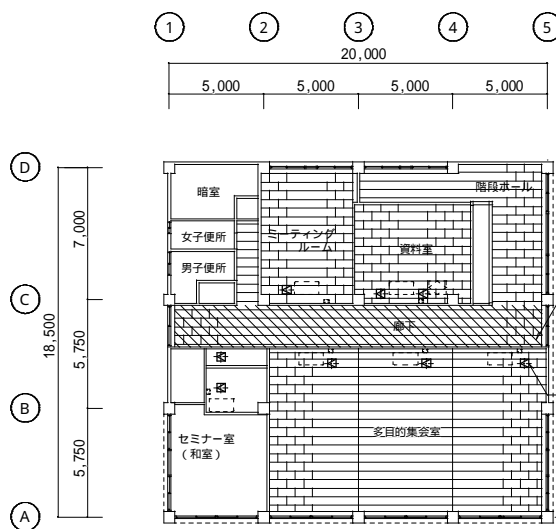 1 2 3 4 5
20,000
5,000 5,000 5,000 5,000
D
C
B
A
7,000
5,750
5,750
18,500
暗室
階段ホール
女子便所
ミーティング
ルーム
資料室
男子便所
廊下
セミナー室
(和室)
多目的集会室